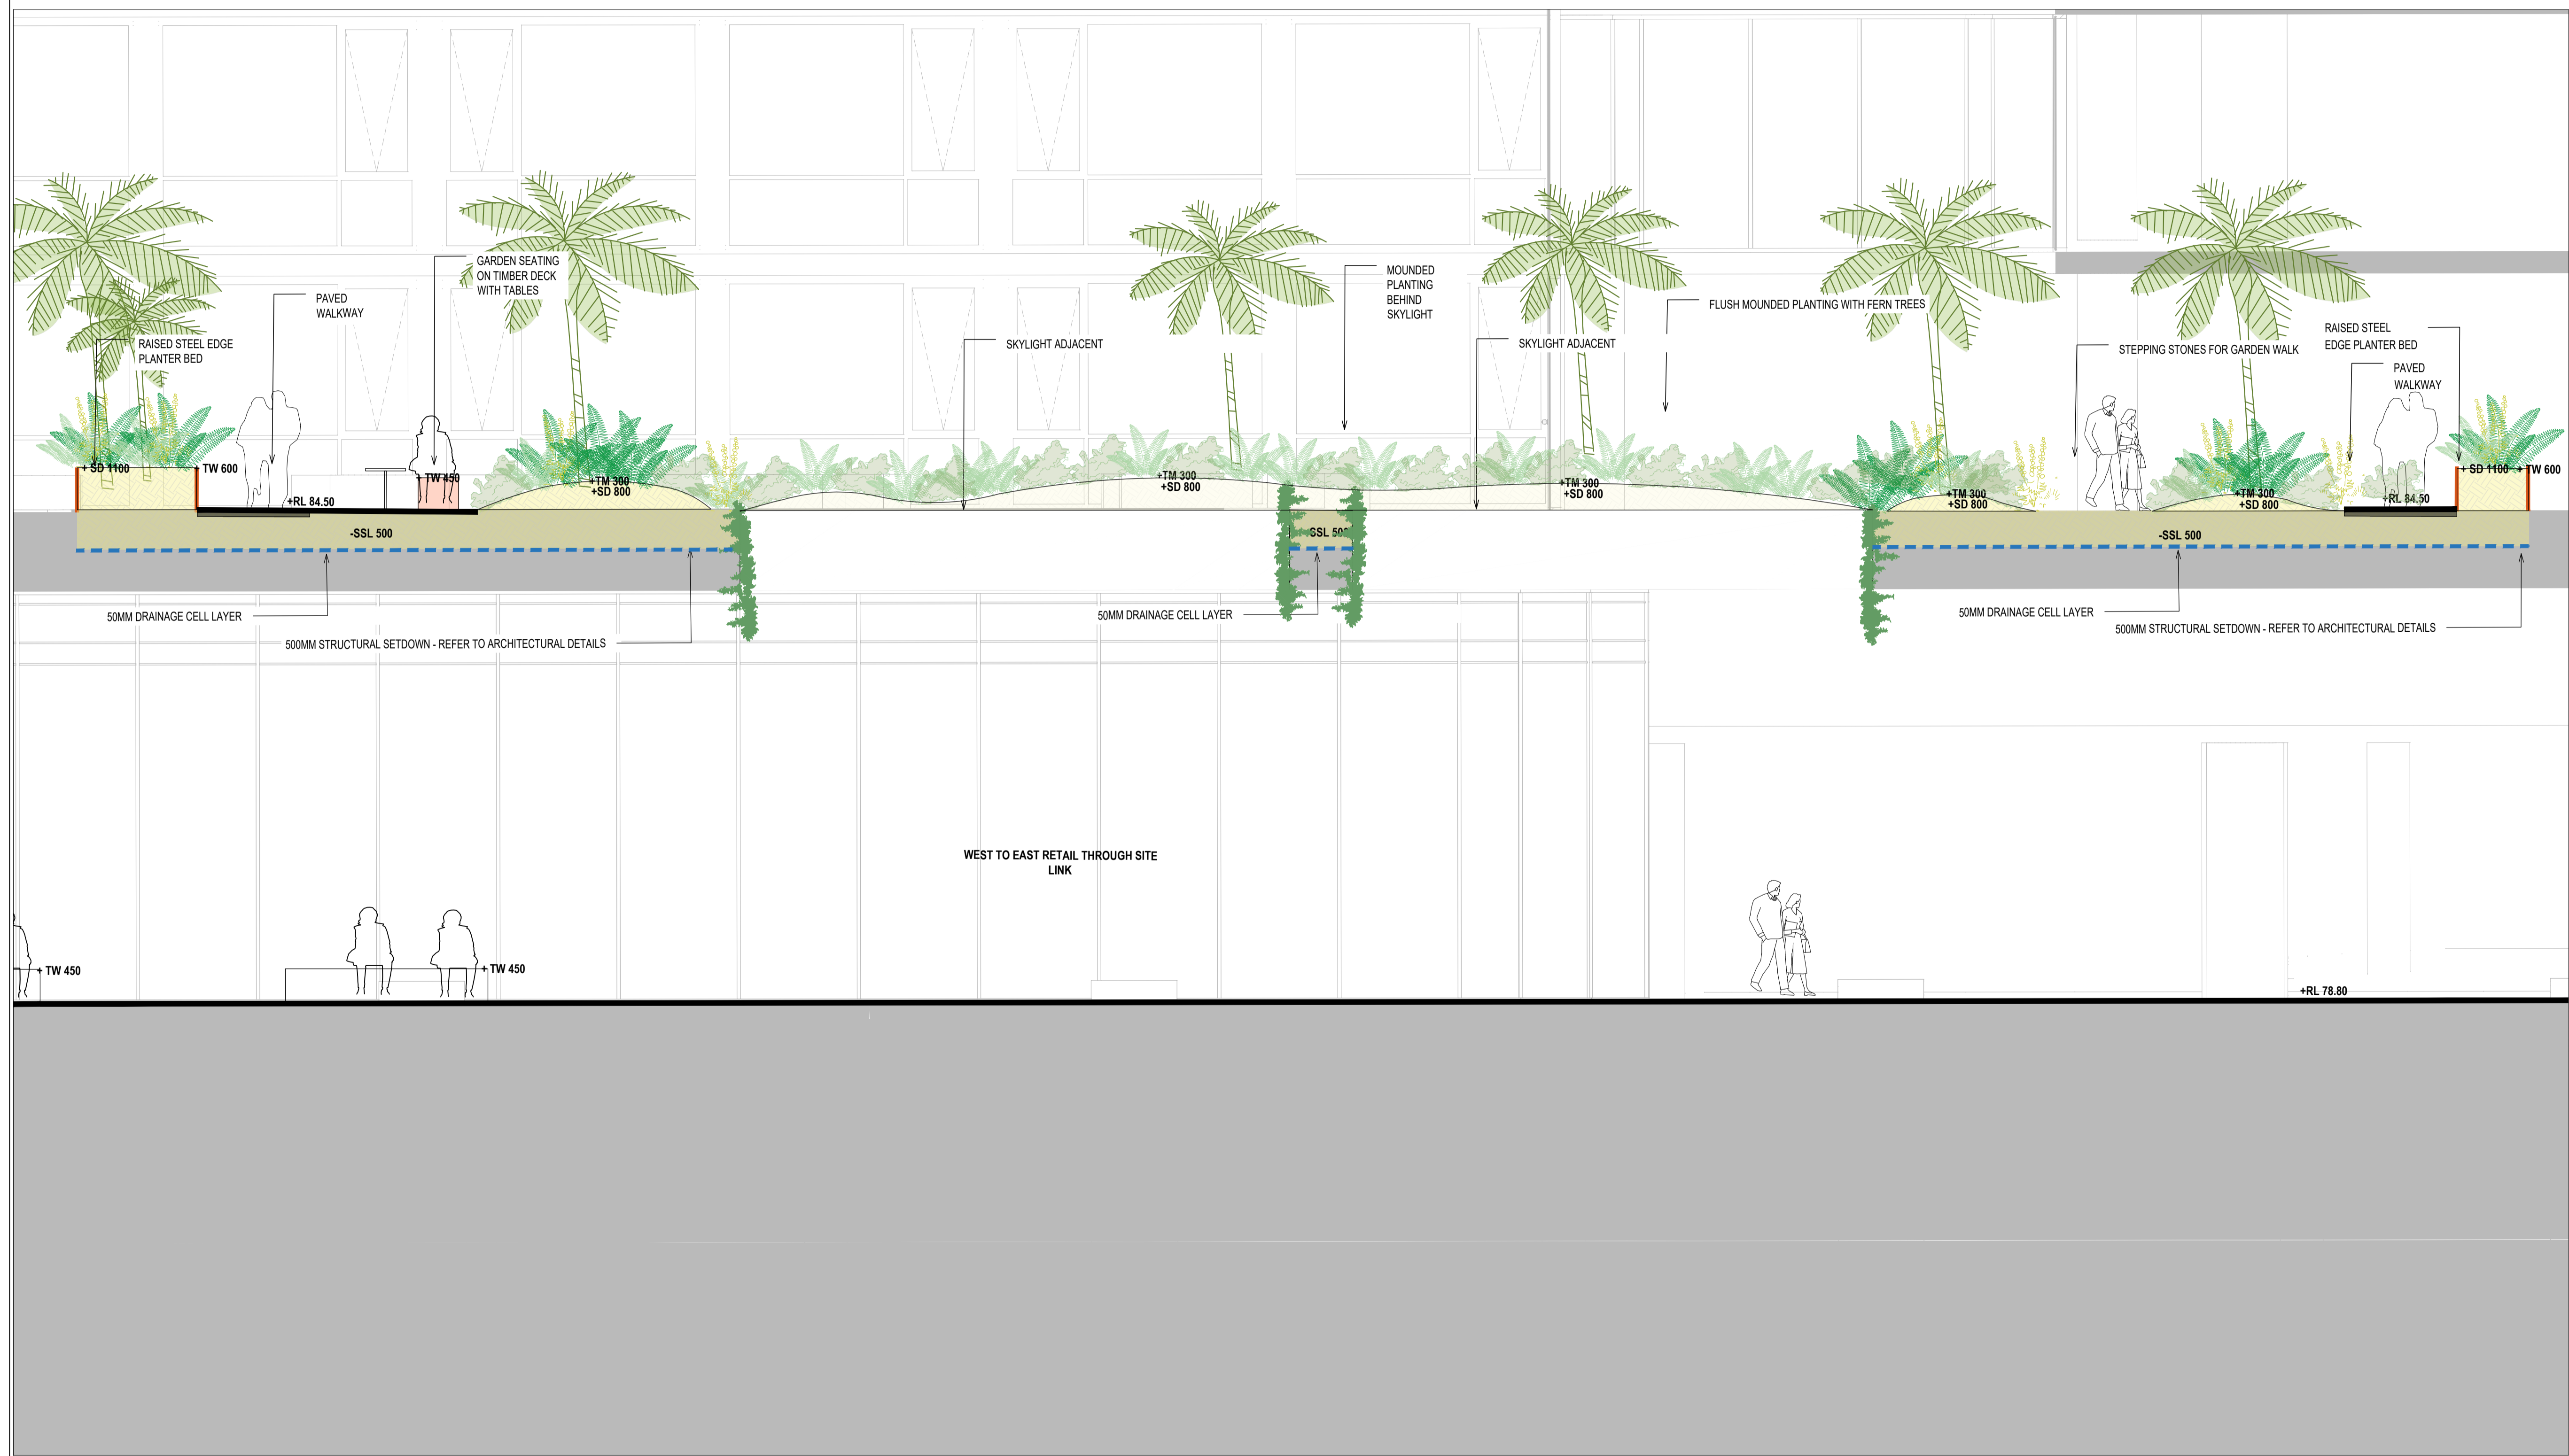 GARDEN SEATING
ON TIMBER DECK
WITH TABLES
MOUNDED
PLANTING
BEHIND
SKYLIGHT
PAVED
WALKWAY
FLUSH MOUNDED PLANTING WITH FERN TREES
RAISED STEEL
EDGE PLANTER BED
RAISED STEEL EDGE
PLANTER BED
SKYLIGHT ADJACENT
SKYLIGHT ADJACENT
STEPPING STONES FOR GARDEN WALK
PAVED
WALKWAY
+ SD 1100
+ TW 600
+ TW 450
+TM 300
+SD 800
+TM 300
+SD 800
+TM 300
+SD 800
+TM 300
+SD 800
+TM 300
+SD 800
+ SD 1100
+ TW 600
+RL 84.50
+RL 84.50
-SSL 500
SSL 500
-SSL 500
50MM DRAINAGE CELL LAYER
50MM DRAINAGE CELL LAYER
50MM DRAINAGE CELL LAYER
500MM STRUCTURAL SETDOWN - REFER TO ARCHITECTURAL DETAILS
500MM STRUCTURAL SETDOWN - REFER TO ARCHITECTURAL DETAILS
WEST TO EAST RETAIL THROUGH SITE
LINK
+ TW 450
+ TW 450
+RL 78.80